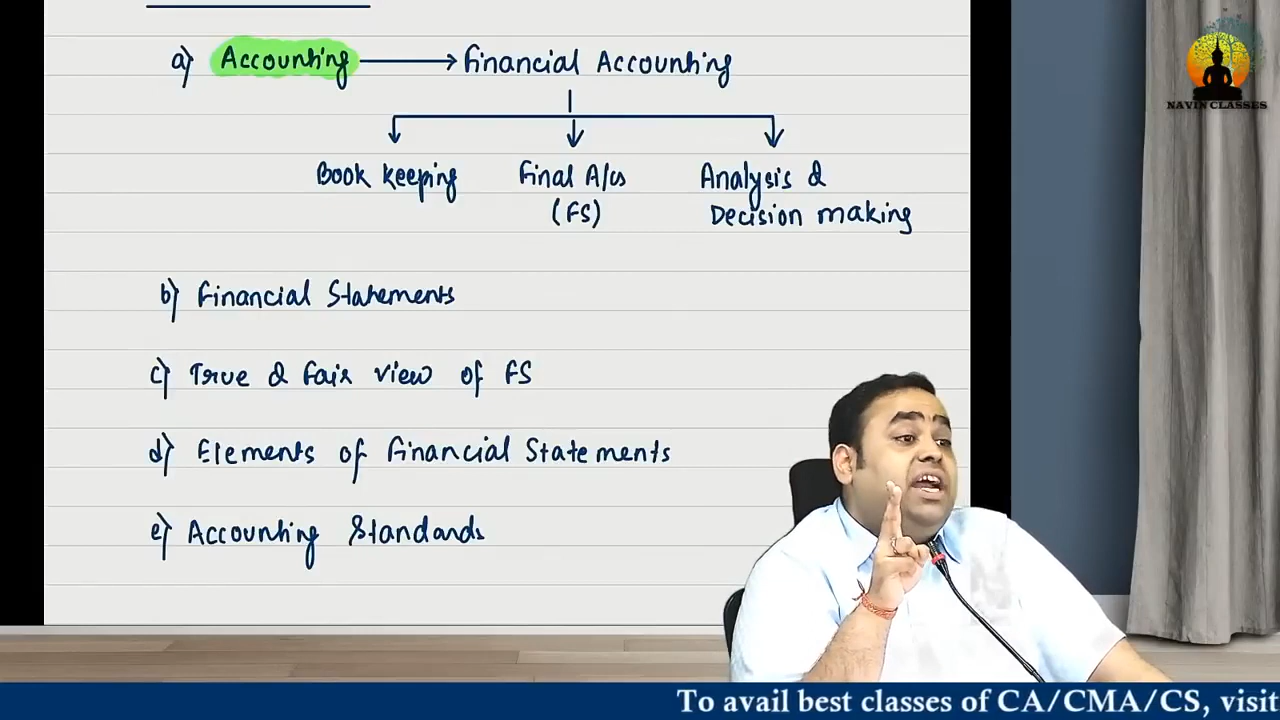 a) Accounting → Financial Accounting
Book keeping Final A/cs Analysis &
(FS) Decision making
b) Financial Statements
c) True & fair view of FS
d) Elements of Financial Statements
e) Accounting Standards
NAVIN CLASSES
To avail best classes of CA/CMA/CS, visit